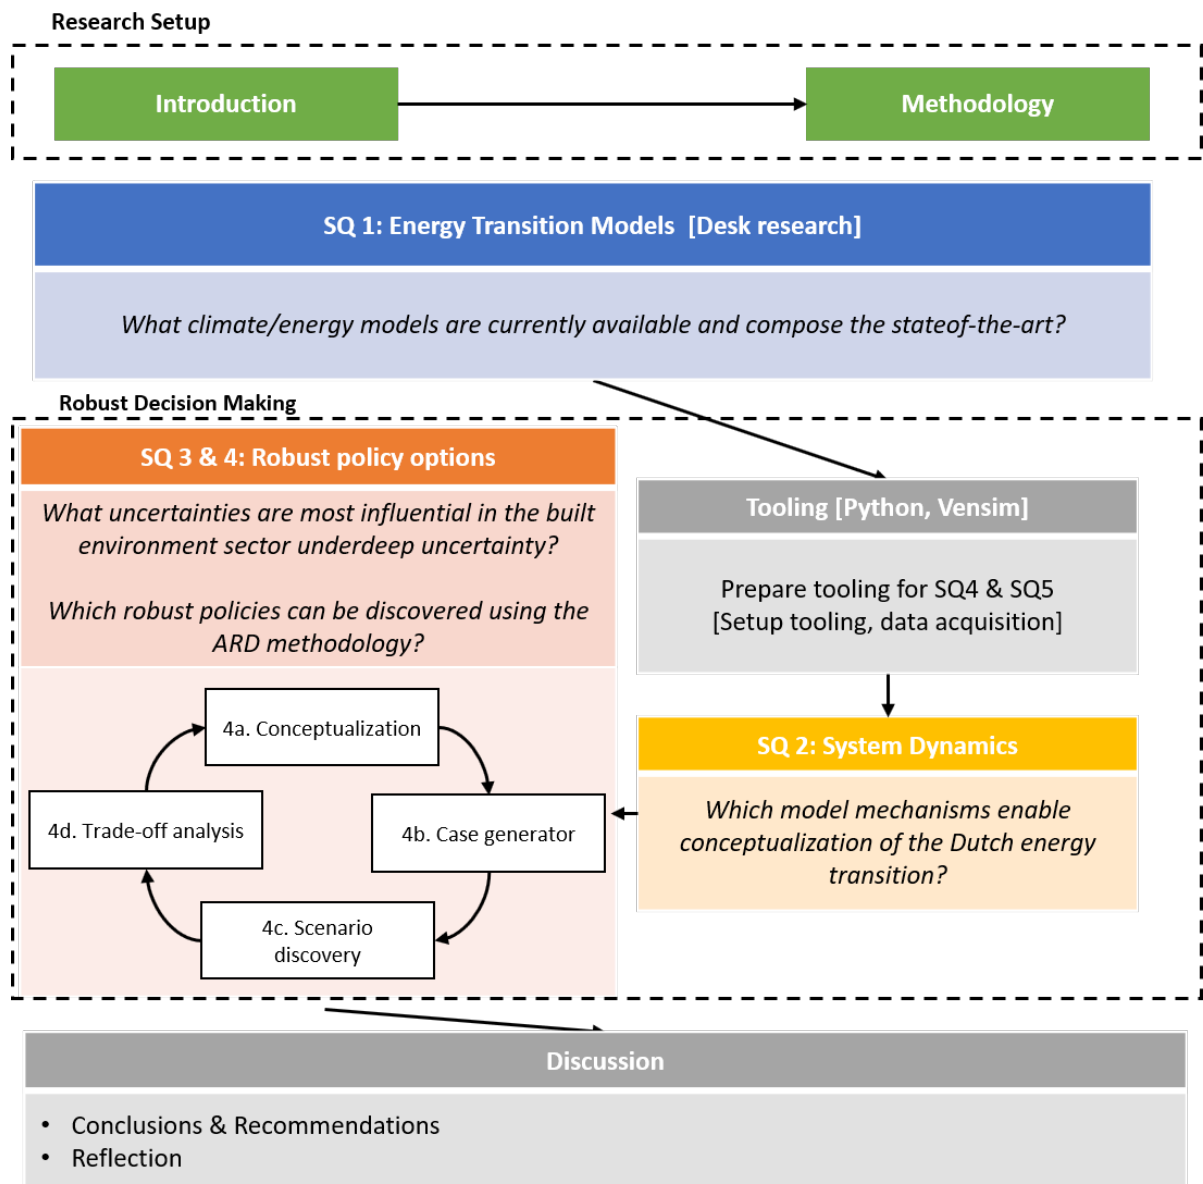 Research Setup
Introduction
Methodology
SQ 1: Energy Transition Models [Desk research]
What climate/energy models are currently available and compose the stateof-the-art?
Robust Decision Making
SQ 3 & 4: Robust policy options
What uncertainties are most influential in the built
environment sector underdeep uncertainty?
Which robust policies can be discovered using the
ARD methodology?
4a. Conceptualization
4b. Case generator
4c. Scenario
discovery
4d. Trade-off analysis
Tooling [Python, Vensim]
Prepare tooling for SQ4 & SQ5
[Setup tooling, data acquisition]
SQ 2: System Dynamics
Which model mechanisms enable
conceptualization of the Dutch energy
transition?
Discussion
• Conclusions & Recommendations
• Reflection